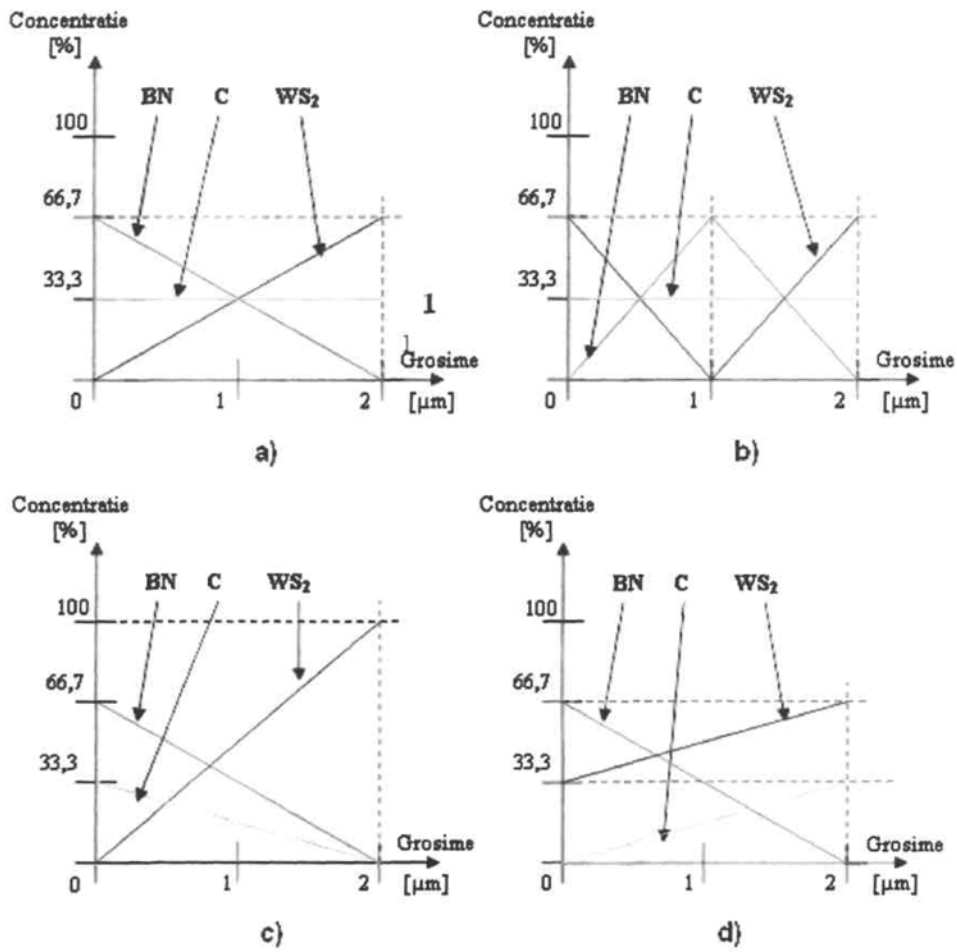 Concentratie
[%]
BN C WS₂
100
66,7
33,3
1
1
Grosime
0 1 2 [μm]
a)
Concentratie
[%]
BN C WS₂
100
66,7
33,3
Grosime
0 1 2 [μm]
b)
Concentratie
[%]
BN C WS₂
100
66,7
33,3
Grosime
0 1 2 [μm]
c)
Concentratie
[%]
BN C WS₂
100
66,7
33,3
Grosime
0 1 2 [μm]
d)